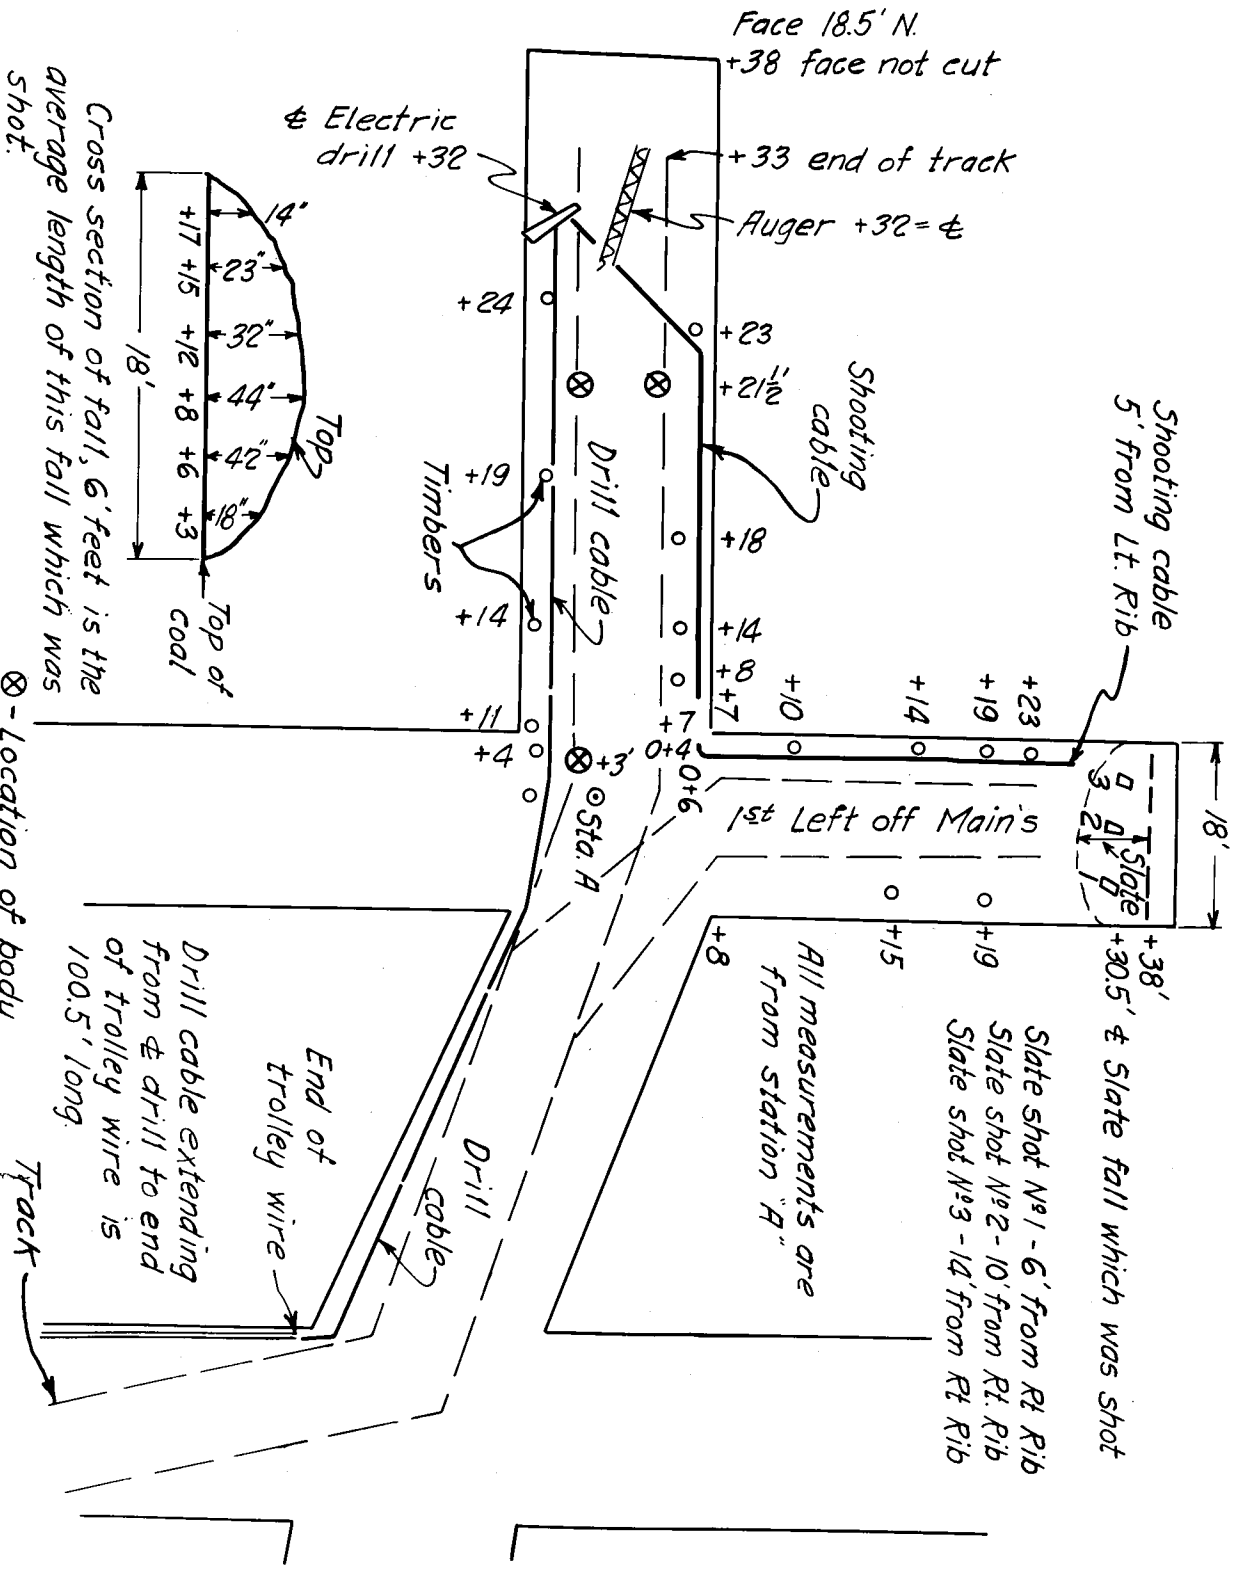 Face 18.5' N.
+38 face not cut
℄ Electric
drill +32
+33 end of track
Auger +32=℄
+24
+23
+21½'
Shooting
cable
Shooting cable
5' from Lt. Rib
Drill cable
+19
Timbers
+18
+14
+14
+8
+7
+11
+4
+7
0+4
0+6
+3'
Sta. A
+10
+14
+19
+23
1st Left off Main's
18'
3
2
1
Slate
+38'
+30.5' ℄ Slate fall which was shot
+15
+19
+8
Slate shot Nº1 - 6' from Rt Rib
Slate shot Nº2 - 10' from Rt. Rib
Slate shot Nº3 - 14' from Rt Rib
All measurements are
from station "A"
14"
23"
32"
44"
42"
18"
+17 +15 +12 +8 +6 +3
18'
Top
Top of
coal
Cross section of fall, 6 feet is the
average length of this fall which was
shot.
⊗ - Location of body
Drill cable extending
from ℄ drill to end
of trolley wire is
100.5' long.
End of
trolley wire
Drill
cable
Track